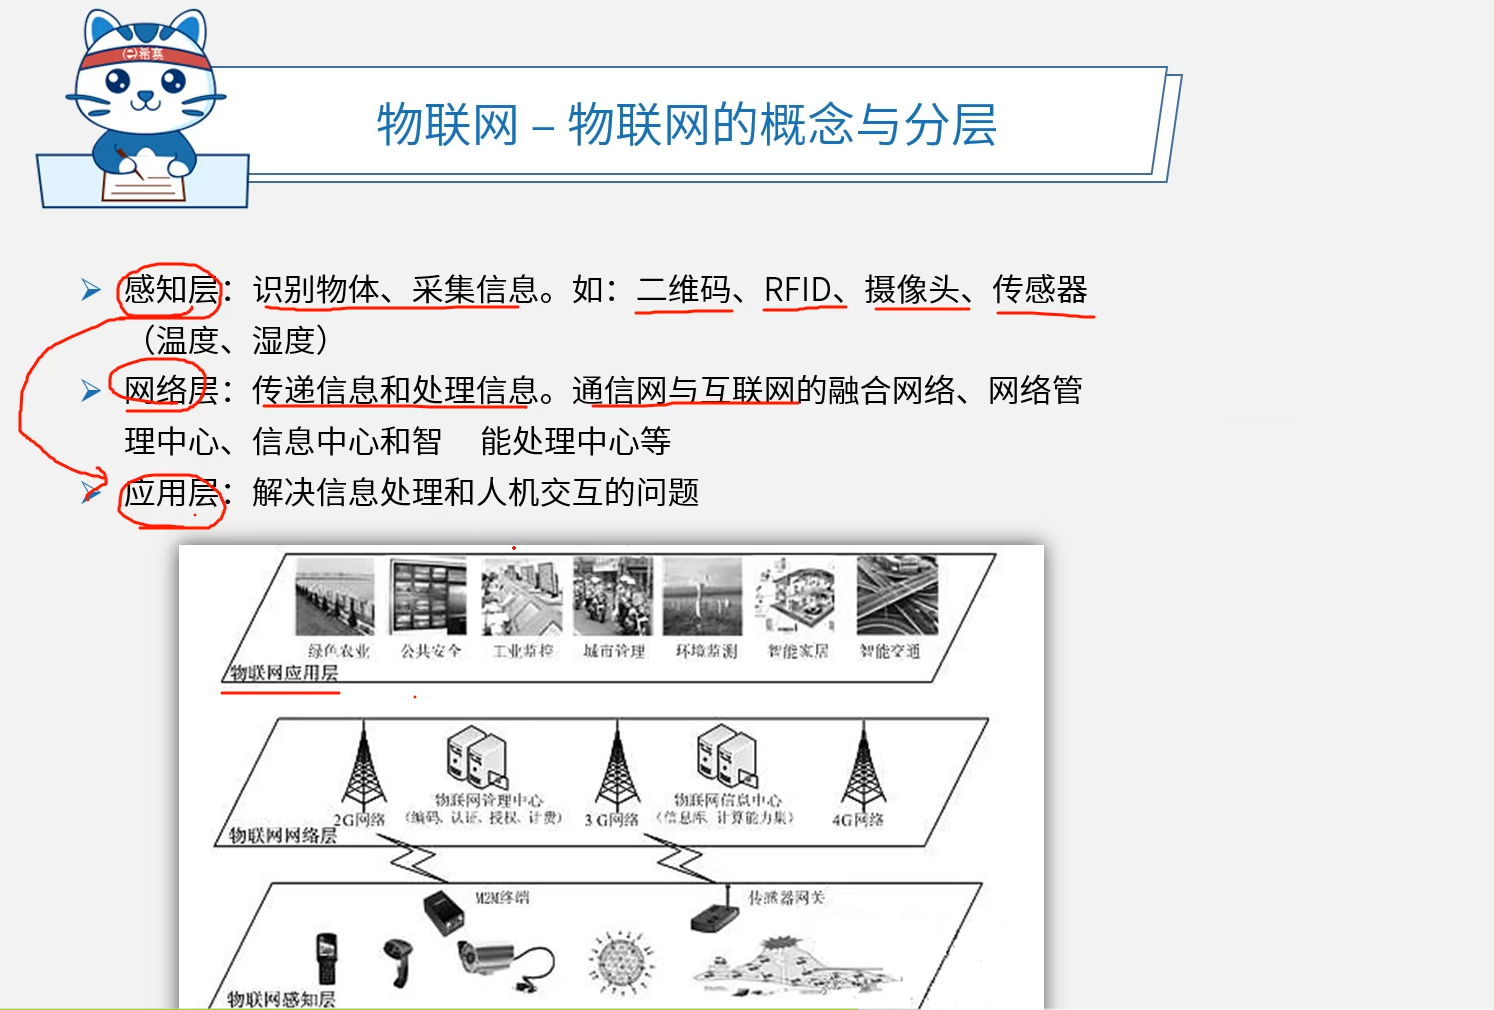 希赛
物联网 – 物联网的概念与分层
感知层：识别物体、采集信息。如：二维码、RFID、摄像头、传感器
（温度、湿度）
网络层：传递信息和处理信息。通信网与互联网的融合网络、网络管
理中心、信息中心和智 能处理中心等
应用层：解决信息处理和人机交互的问题
绿色农业 公共安全 工业监控 城市管理 环境监测 智能家居 智能交通
物联网应用层
物联网管理中心 物联网信息中心
2G网络 （编码、认证、授权、计费） 3G网络 （信息库、计算能力集） 4G网络
物联网网络层
M2M终端 传感器网关
物联网感知层